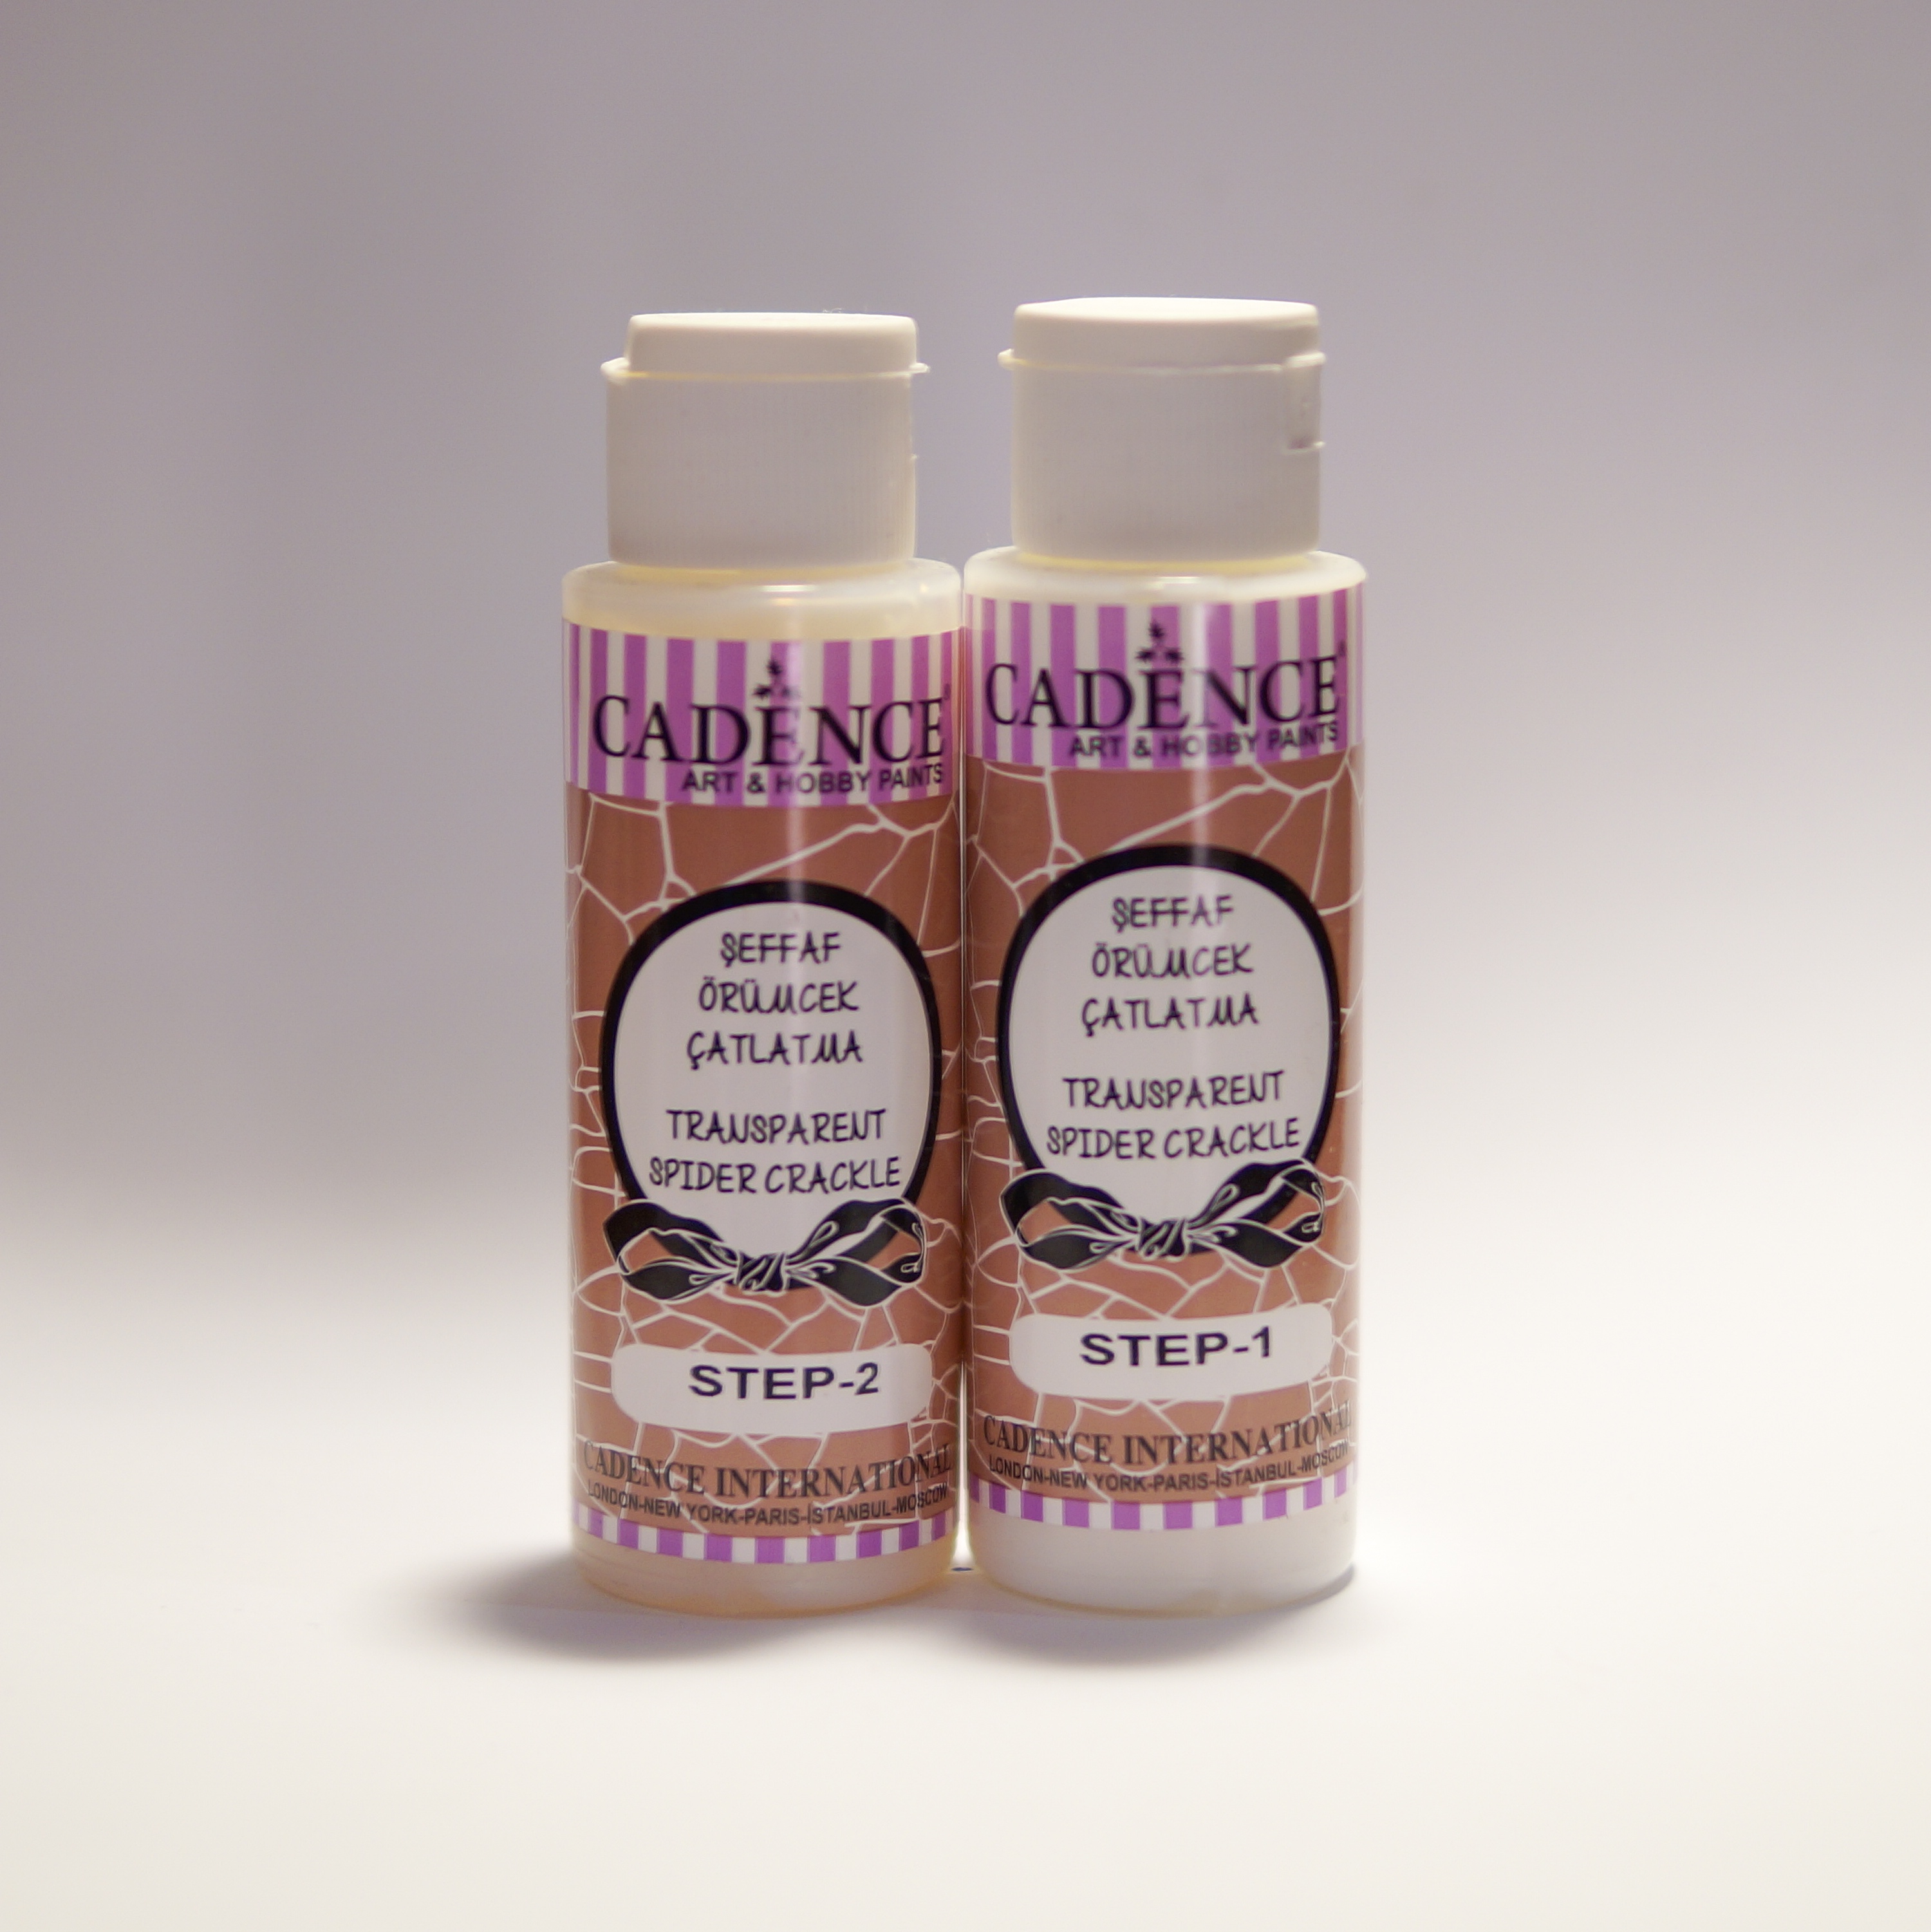 CADENCE
ART & HOBBY PAINTS
ŞEFFAF
ÖRÜMCEK
ÇATLATMA
TRANSPARENT
SPIDER CRACKLE
STEP-2
CADENCE INTERNATIONAL
LONDON-NEW YORK-PARIS-İSTANBUL-MOSCOW
CADENCE
ART & HOBBY PAINTS
ŞEFFAF
ÖRÜMCEK
ÇATLATMA
TRANSPARENT
SPIDER CRACKLE
STEP-1
CADENCE INTERNATIONAL
LONDON-NEW YORK-PARIS-İSTANBUL-MOSCOW